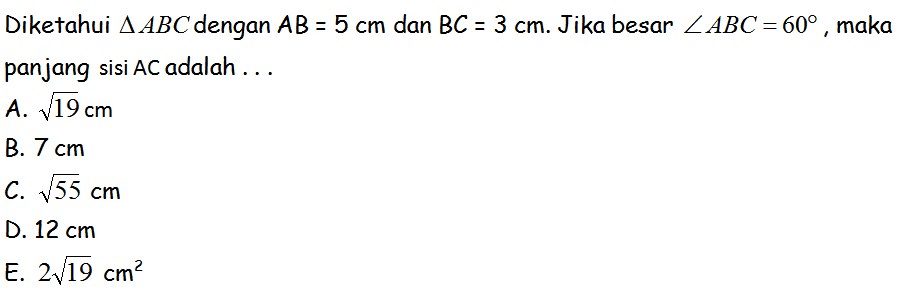 Diketahui Δ ABC dengan AB = 5 cm dan BC = 3 cm. Jika besar ∠ABC = 60° , maka
panjang sisi AC adalah . . .
A. √19 cm
B. 7 cm
C. √55 cm
D. 12 cm
E. 2√19 cm²